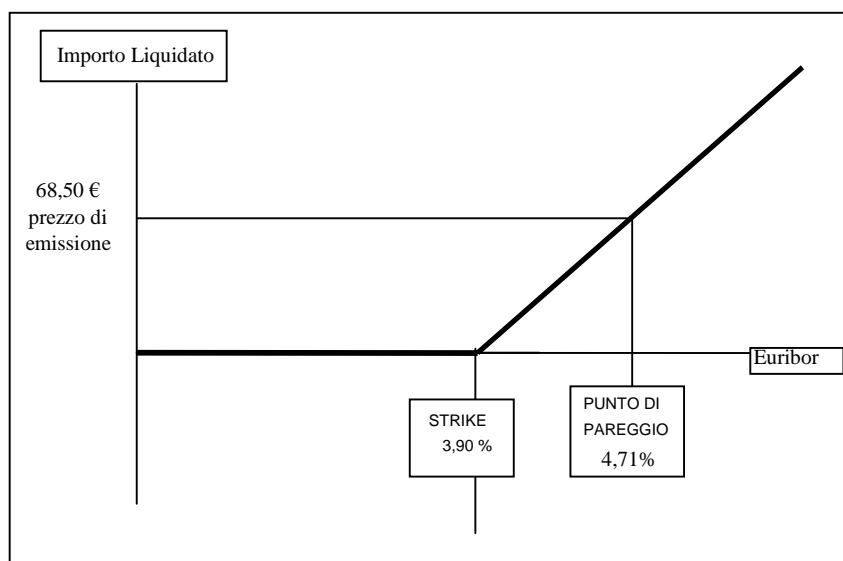 Importo Liquidato
68,50 €
prezzo di
emissione
Euribor
STRIKE
3,90 %
PUNTO DI
PAREGGIO
4,71%